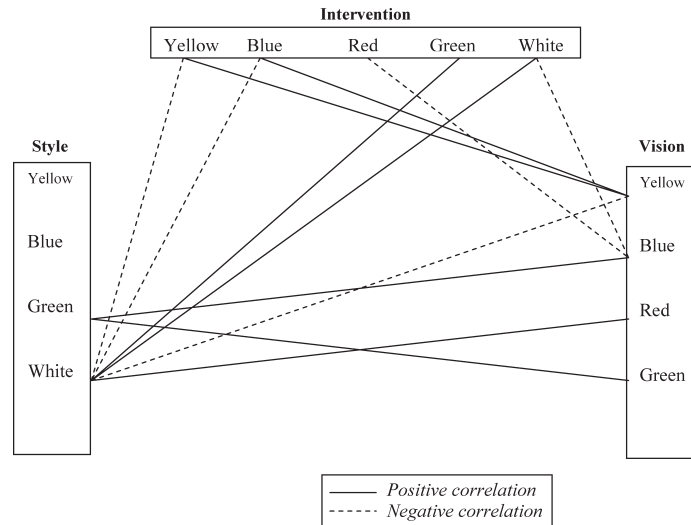 Intervention
Yellow Blue Red Green White
Style
Yellow
Blue
Green
White
Vision
Yellow
Blue
Red
Green
Positive correlation
Negative correlation